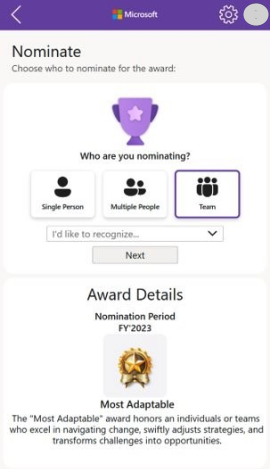 Microsoft
Nominate
Choose who to nominate for the award:
Who are you nominating?
Single Person
Multiple People
Team
I'd like to recognize...
Next
Award Details
Nomination Period
FY'2023
Most Adaptable
The "Most Adaptable" award honors an individuals or teams
who excel in navigating change, swiftly adjusts strategies, and
transforms challenges into opportunities.